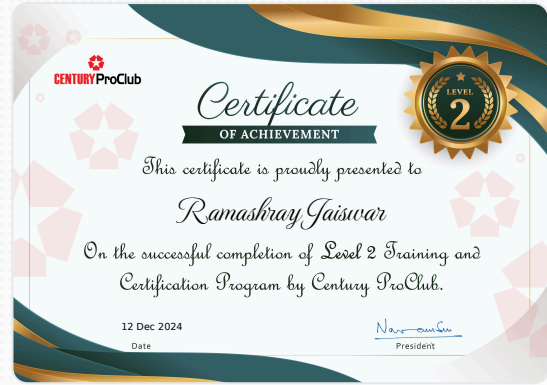 CENTURY ProClub
Certificate
OF ACHIEVEMENT
LEVEL
2
This certificate is proudly presented to
Ramashray Jaiswar
On the successful completion of Level 2 Training and
Certification Program by Century ProClub.
12 Dec 2024
Date
President